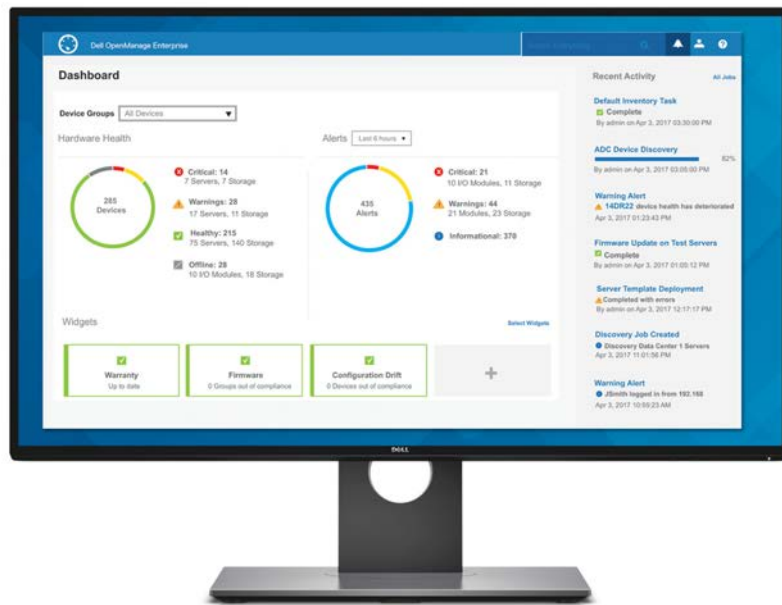 Dell OpenManage Enterprise
Dashboard
Device Groups All Devices
Hardware Health
285
Devices
Critical: 14
7 Servers, 7 Storage
Warnings: 28
17 Servers, 11 Storage
Healthy: 215
75 Servers, 140 Storage
Offline: 28
10 I/O Modules, 18 Storage
Alerts Last 6 hours
435
Alerts
Critical: 21
10 I/O Modules, 11 Storage
Warnings: 44
21 Modules, 23 Storage
Informational: 370
Widgets
Select Widgets
Warranty
Up to date
Firmware
0 Groups out of compliance
Configuration Drift
0 Devices out of compliance
Recent Activity All Jobs
Default Inventory Task
Complete
By admin on Apr 3, 2017 03:30:00 PM
ADC Device Discovery
62%
By admin on Apr 3, 2017 03:05:00 PM
Warning Alert
14DR22 device health has deteriorated
Apr 3, 2017 01:23:43 PM
Firmware Update on Test Servers
Complete
By admin on Apr 3, 2017 01:05:12 PM
Server Template Deployment
Completed with errors
By admin on Apr 3, 2017 12:17:17 PM
Discovery Job Created
Discovery Data Center 1 Servers
Apr 3, 2017 11:01:56 PM
Warning Alert
JSmith logged in from 192.168
Apr 3, 2017 10:59:23 AM
DELL